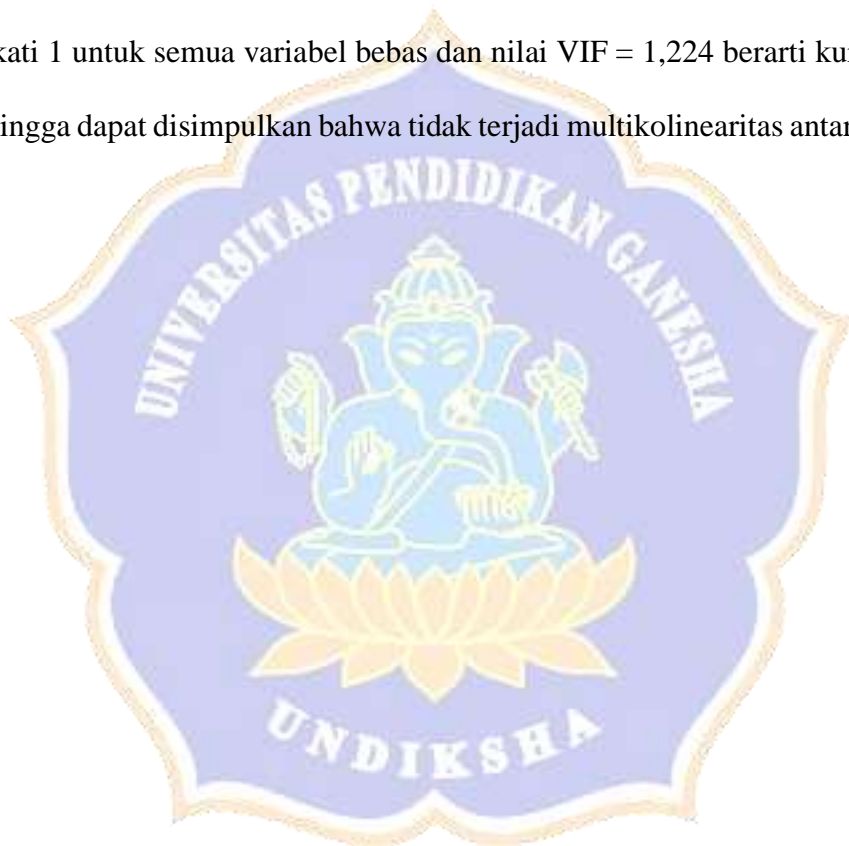 kati 1 untuk semua variabel bebas dan nilai VIF = 1,224 berarti kur
ingga dapat disimpulkan bahwa tidak terjadi multikolinearitas antar
UNIVERSITAS PENDIDIKAN GANESHA
UNDIKSHA